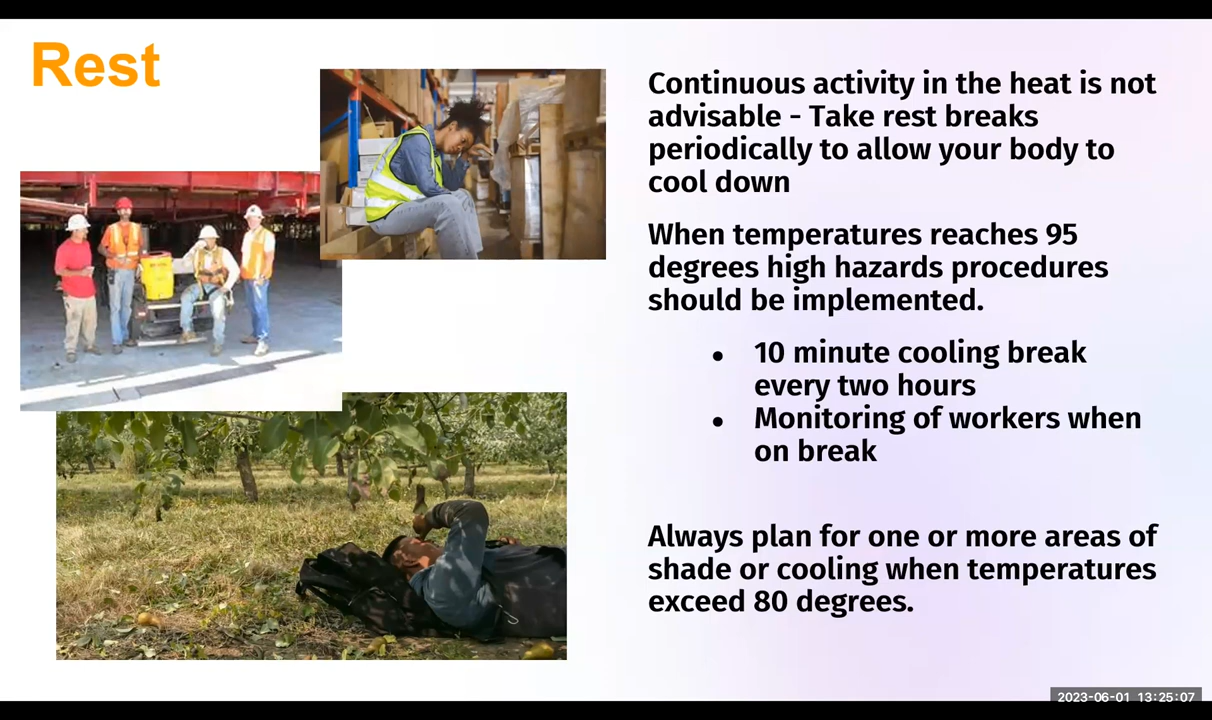 Rest
Continuous activity in the heat is not
advisable - Take rest breaks
periodically to allow your body to
cool down
When temperatures reaches 95
degrees high hazards procedures
should be implemented.
● 10 minute cooling break
every two hours
● Monitoring of workers when
on break
Always plan for one or more areas of
shade or cooling when temperatures
exceed 80 degrees.
2023-06-01 13:25:07